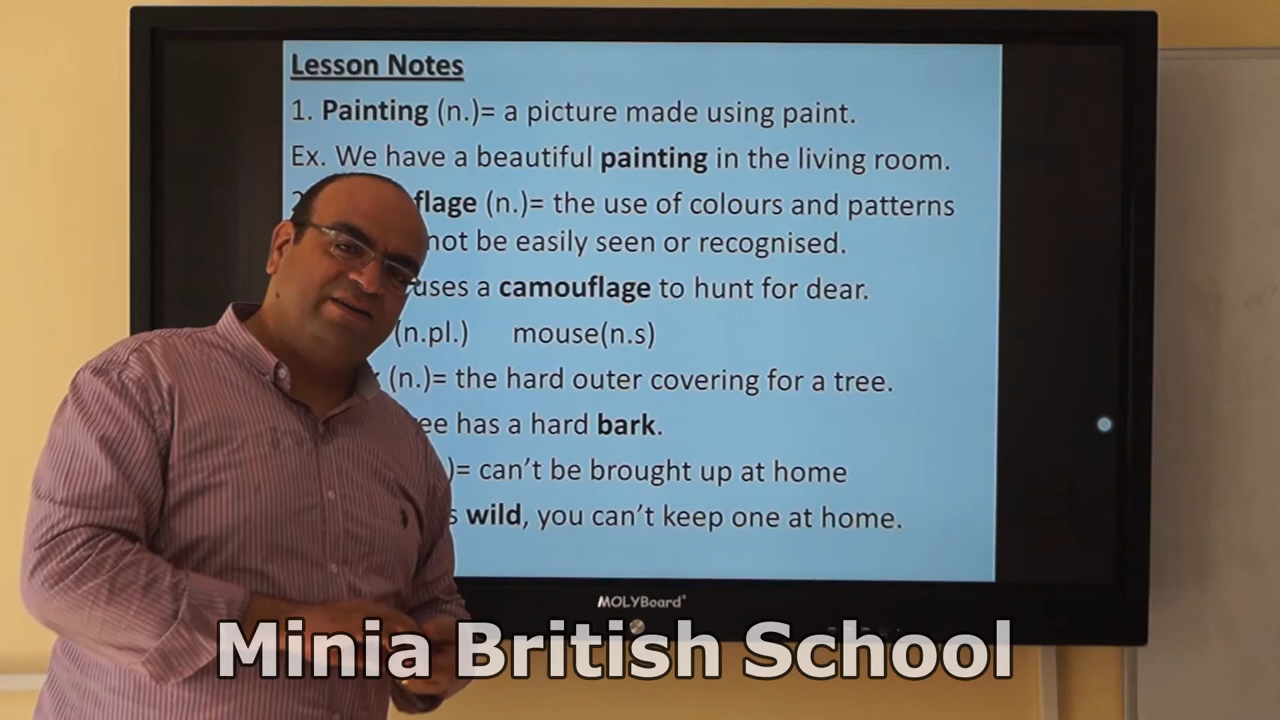 Lesson Notes
1. Painting (n.)= a picture made using paint.
Ex. We have a beautiful painting in the living room.
flage (n.)= the use of colours and patterns
not be easily seen or recognised.
uses a camouflage to hunt for dear.
(n.pl.) mouse(n.s)
(n.)= the hard outer covering for a tree.
ee has a hard bark.
)= can't be brought up at home
s wild, you can't keep one at home.
MOLYBoard
Minia British School